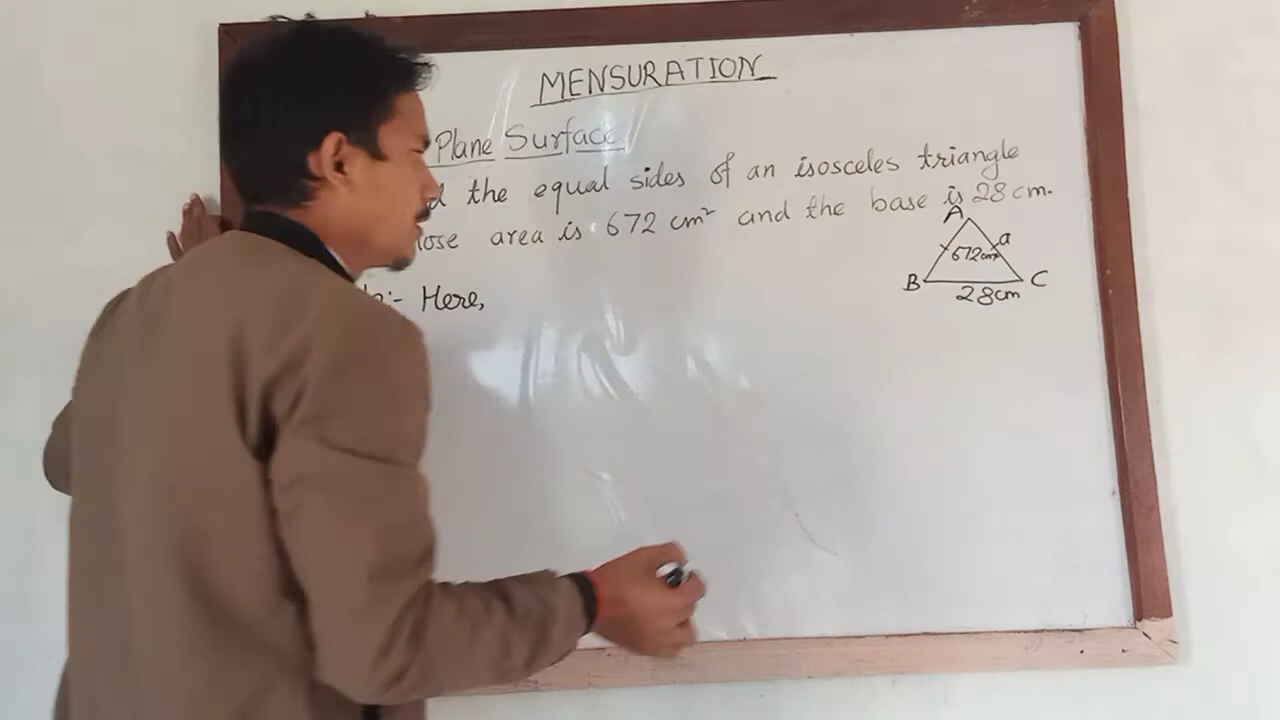 MENSURATION
Plane Surface
the equal sides of an isosceles triangle
area is 672 cm² and the base is 28 cm.
Here,
A
a
672cm²
B
C
28cm